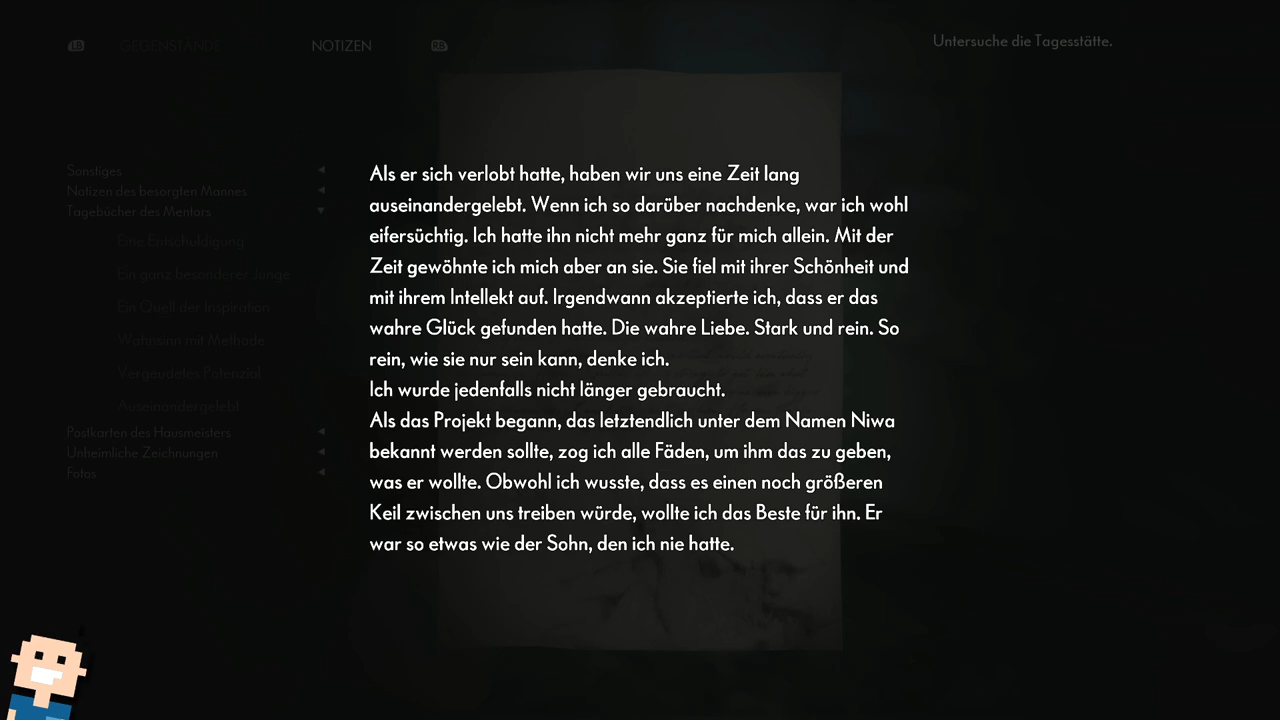 LB GEGENSTÄNDE NOTIZEN RB
Untersuche die Tagesstätte.
Sonstiges
Notizen des besorgten Mannes
Tagebücher des Mentors
Eine Entschuldigung
Ein ganz besonderer Junge
Ein Quell der Inspiration
Wahnsinn mit Methode
Vergeudetes Potenzial
Auseinandergelebt
Postkarten des Hausmeisters
Unheimliche Zeichnungen
Fotos
Als er sich verlobt hatte, haben wir uns eine Zeit lang
auseinandergelebt. Wenn ich so darüber nachdenke, war ich wohl
eifersüchtig. Ich hatte ihn nicht mehr ganz für mich allein. Mit der
Zeit gewöhnte ich mich aber an sie. Sie fiel mit ihrer Schönheit und
mit ihrem Intellekt auf. Irgendwann akzeptierte ich, dass er das
wahre Glück gefunden hatte. Die wahre Liebe. Stark und rein. So
rein, wie sie nur sein kann, denke ich.
Ich wurde jedenfalls nicht länger gebraucht.
Als das Projekt begann, das letztendlich unter dem Namen Niwa
bekannt werden sollte, zog ich alle Fäden, um ihm das zu geben,
was er wollte. Obwohl ich wusste, dass es einen noch größeren
Keil zwischen uns treiben würde, wollte ich das Beste für ihn. Er
war so etwas wie der Sohn, den ich nie hatte.